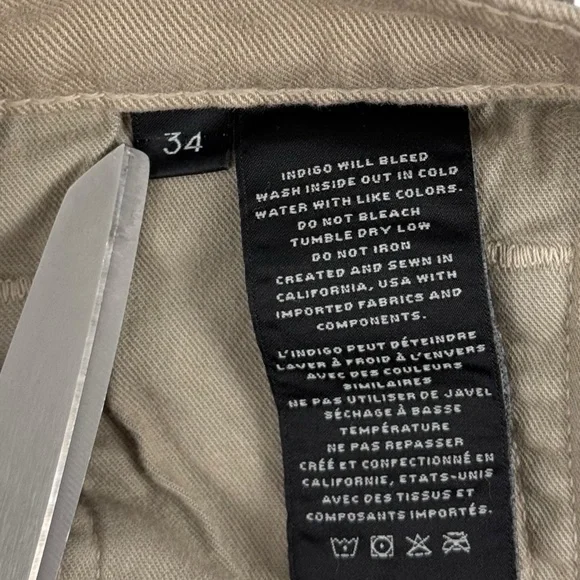 34
INDIGO WILL BLEED
WASH INSIDE OUT IN COLD
WATER WITH LIKE COLORS.
DO NOT BLEACH
TUMBLE DRY LOW
DO NOT IRON
CREATED AND SEWN IN
CALIFORNIA, USA WITH
IMPORTED FABRICS AND
COMPONENTS.
L'INDIGO PEUT DÉTEINDRE
LAVER À FROID À L'ENVERS
AVEC DES COULEURS
SIMILAIRES
NE PAS UTILISER DE JAVEL
SÉCHAGE À BASSE
TEMPÉRATURE
NE PAS REPASSER
CRÉÉ ET CONFECTIONNÉ EN
CALIFORNIE, ETATS-UNIS
AVEC DES TISSUS ET
COMPOSANTS IMPORTÉS.